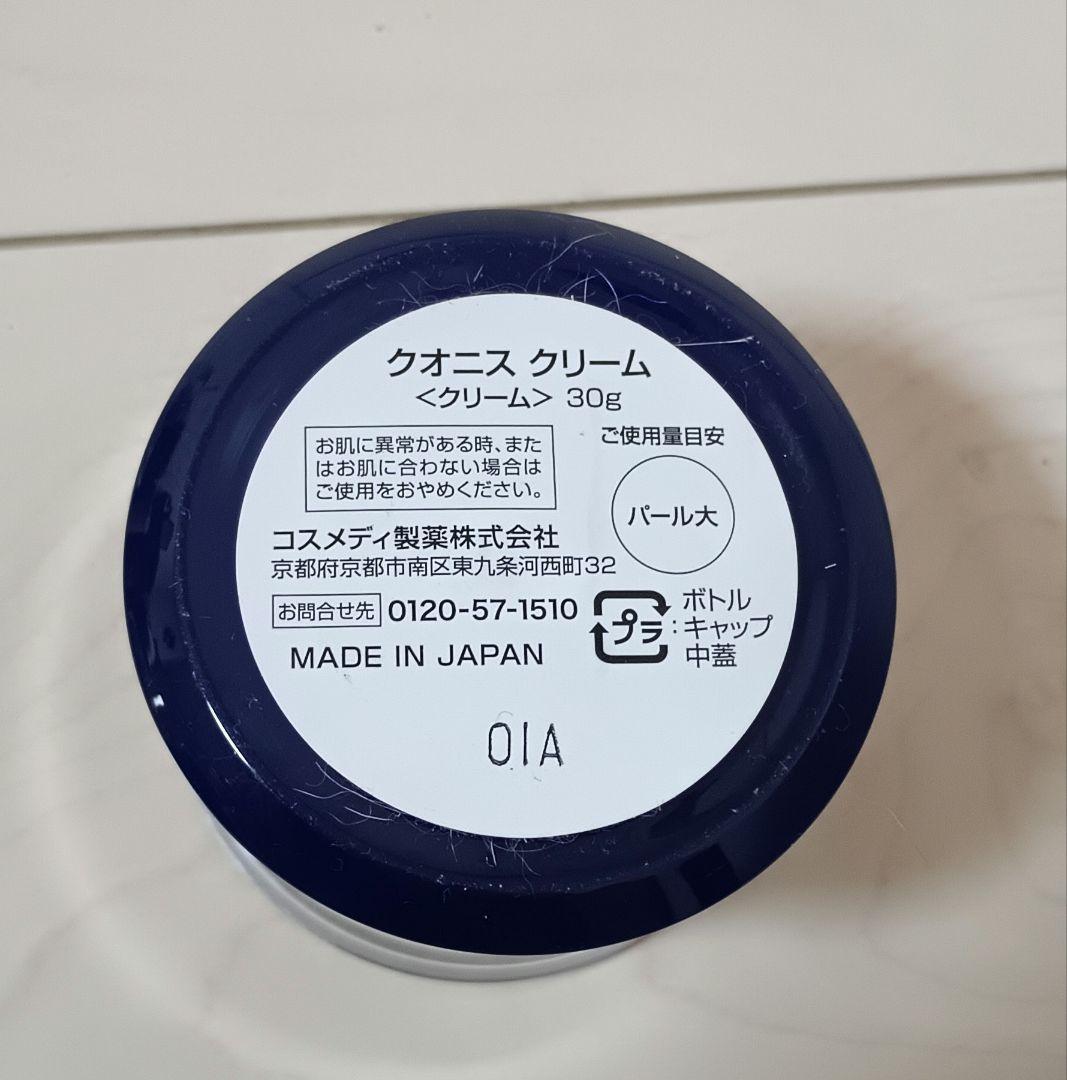 クオニス クリーム
<クリーム> 30g
お肌に異常がある時、また
はお肌に合わない場合は
ご使用をおやめください。
ご使用量目安
パール大
コスメディ製薬株式会社
京都府京都市南区東九条河西町32
お問合せ先 0120-57-1510
MADE IN JAPAN
プラ : ボトル
キャップ
中蓋
01A